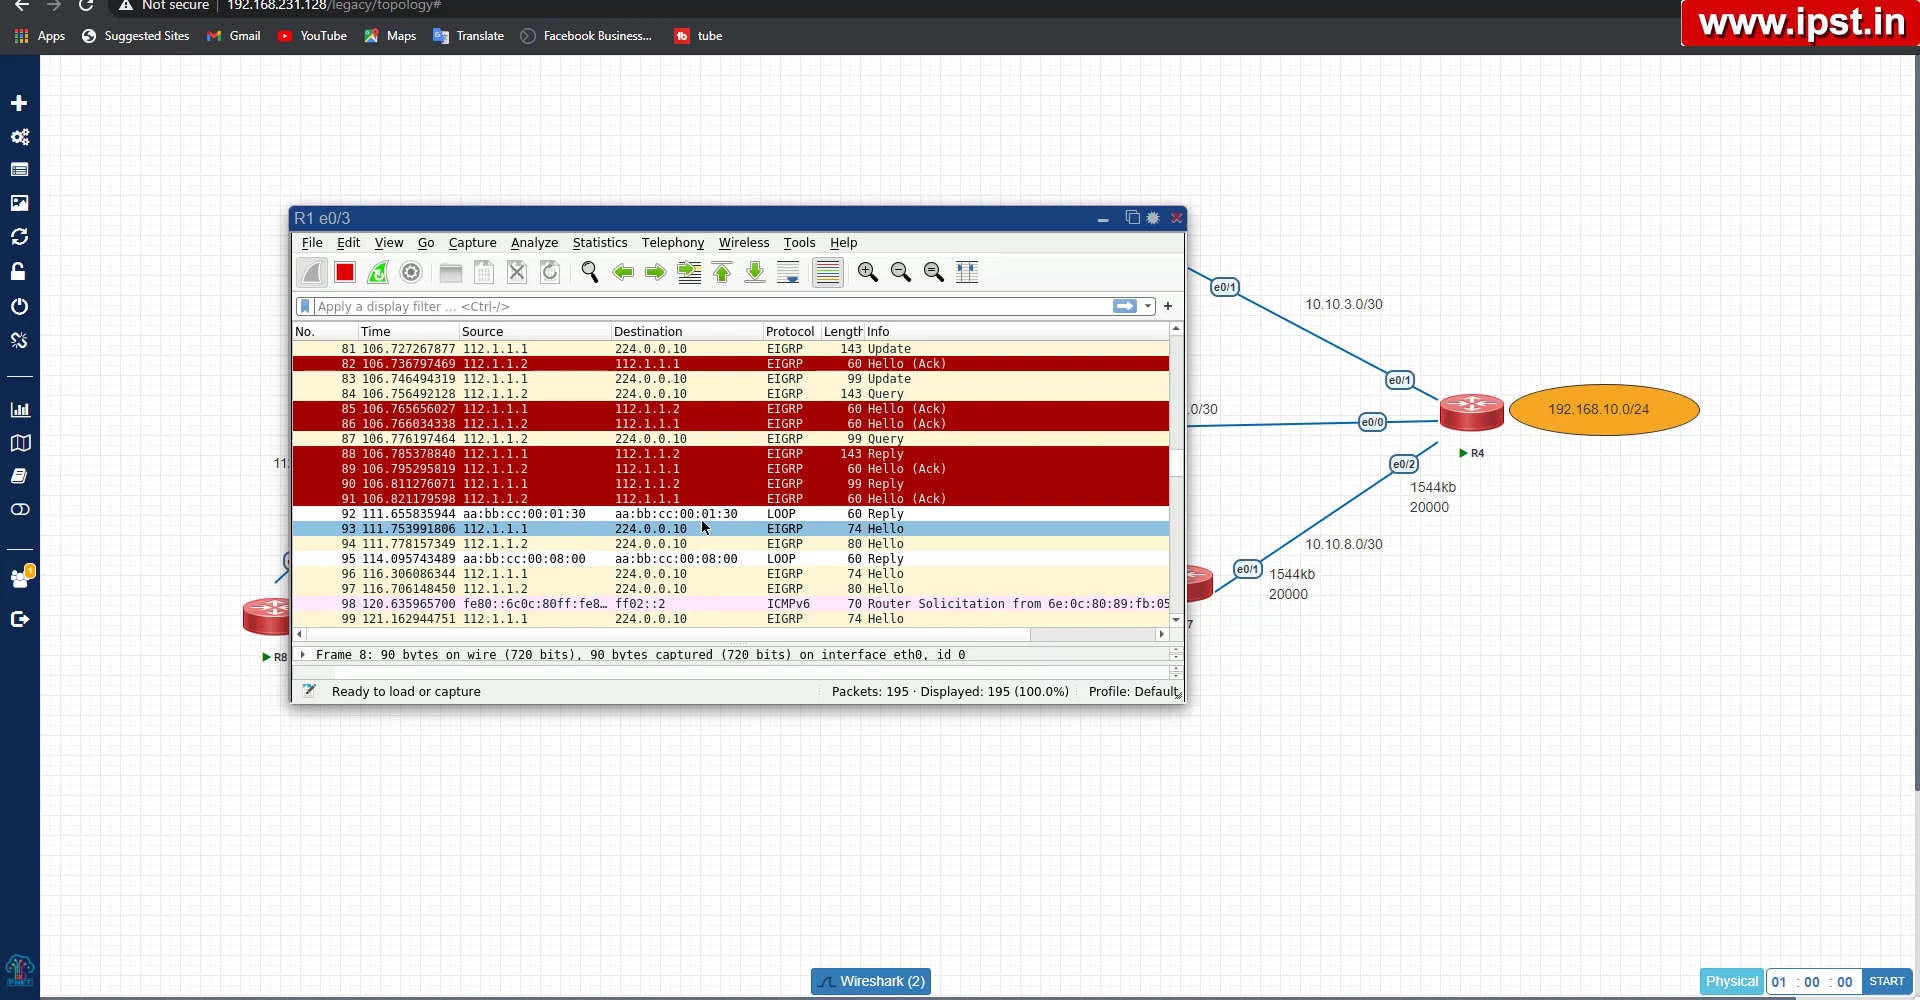 Not secure | 192.168.231.128/legacy/topology#
www.ipst.in
Apps Suggested Sites Gmail YouTube Maps Translate Facebook Business... tube
R1 e0/3
File Edit View Go Capture Analyze Statistics Telephony Wireless Tools Help
Apply a display filter ... <Ctrl-/>
No. Time Source Destination Protocol Length Info
81 106.727267877 112.1.1.1 224.0.0.10 EIGRP 143 Update
82 106.736797469 112.1.1.2 112.1.1.1 EIGRP 60 Hello (Ack)
83 106.746494319 112.1.1.1 224.0.0.10 EIGRP 99 Update
84 106.756492128 112.1.1.2 224.0.0.10 EIGRP 143 Query
85 106.765656027 112.1.1.1 112.1.1.2 EIGRP 60 Hello (Ack)
86 106.766034338 112.1.1.2 112.1.1.1 EIGRP 60 Hello (Ack)
87 106.776197464 112.1.1.2 224.0.0.10 EIGRP 99 Query
88 106.785378840 112.1.1.1 112.1.1.2 EIGRP 143 Reply
89 106.795295819 112.1.1.2 112.1.1.1 EIGRP 60 Hello (Ack)
90 106.811276071 112.1.1.1 112.1.1.2 EIGRP 99 Reply
91 106.821179598 112.1.1.2 112.1.1.1 EIGRP 60 Hello (Ack)
92 111.655835944 aa:bb:cc:00:01:30 aa:bb:cc:00:01:30 LOOP 60 Reply
93 111.753991806 112.1.1.1 224.0.0.10 EIGRP 74 Hello
94 111.778157349 112.1.1.2 224.0.0.10 EIGRP 80 Hello
95 114.095743489 aa:bb:cc:00:08:00 aa:bb:cc:00:08:00 LOOP 60 Reply
96 116.306086344 112.1.1.1 224.0.0.10 EIGRP 74 Hello
97 116.706148450 112.1.1.2 224.0.0.10 EIGRP 80 Hello
98 120.635965700 fe80::6c0c:80ff:fe8... ff02::2 ICMPv6 70 Router Solicitation from 6e:0c:80:89:fb:05
99 121.162944751 112.1.1.1 224.0.0.10 EIGRP 74 Hello
Frame 8: 90 bytes on wire (720 bits), 90 bytes captured (720 bits) on interface eth0, id 0
Ready to load or capture Packets: 195 · Displayed: 195 (100.0%) Profile: Default
e0/1
10.10.3.0/30
e0/1
.0/30
e0/0
192.168.10.0/24
R4
e0/2
1544kb
20000
10.10.8.0/30
e0/1
1544kb
20000
7
11
R8
1
PNET
Wireshark (2)
Physical 01 : 00 : 00 START